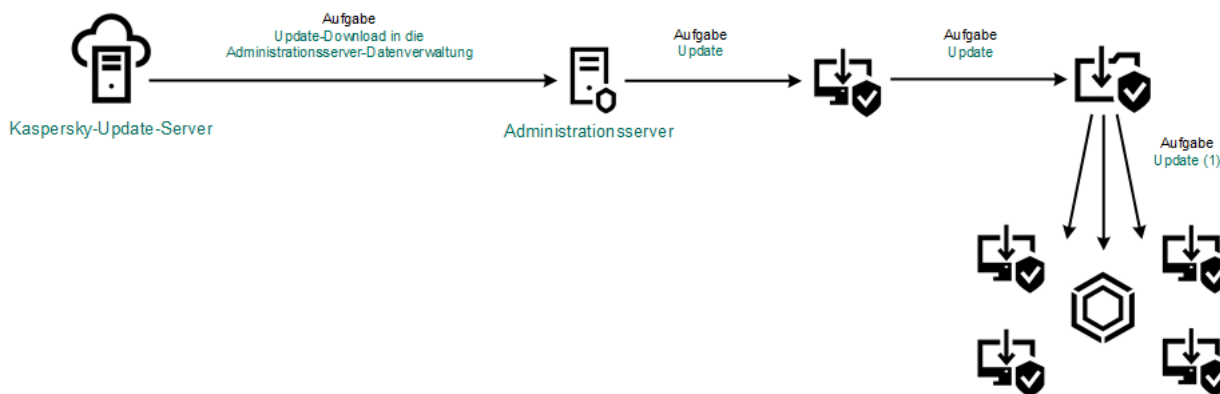 Aufgabe
Update-Download in die
Administrationsserver-Datenverwaltung
Aufgabe
Update
Aufgabe
Update
Kaspersky-Update-Server
Administrationsserver
Aufgabe
Update (1)